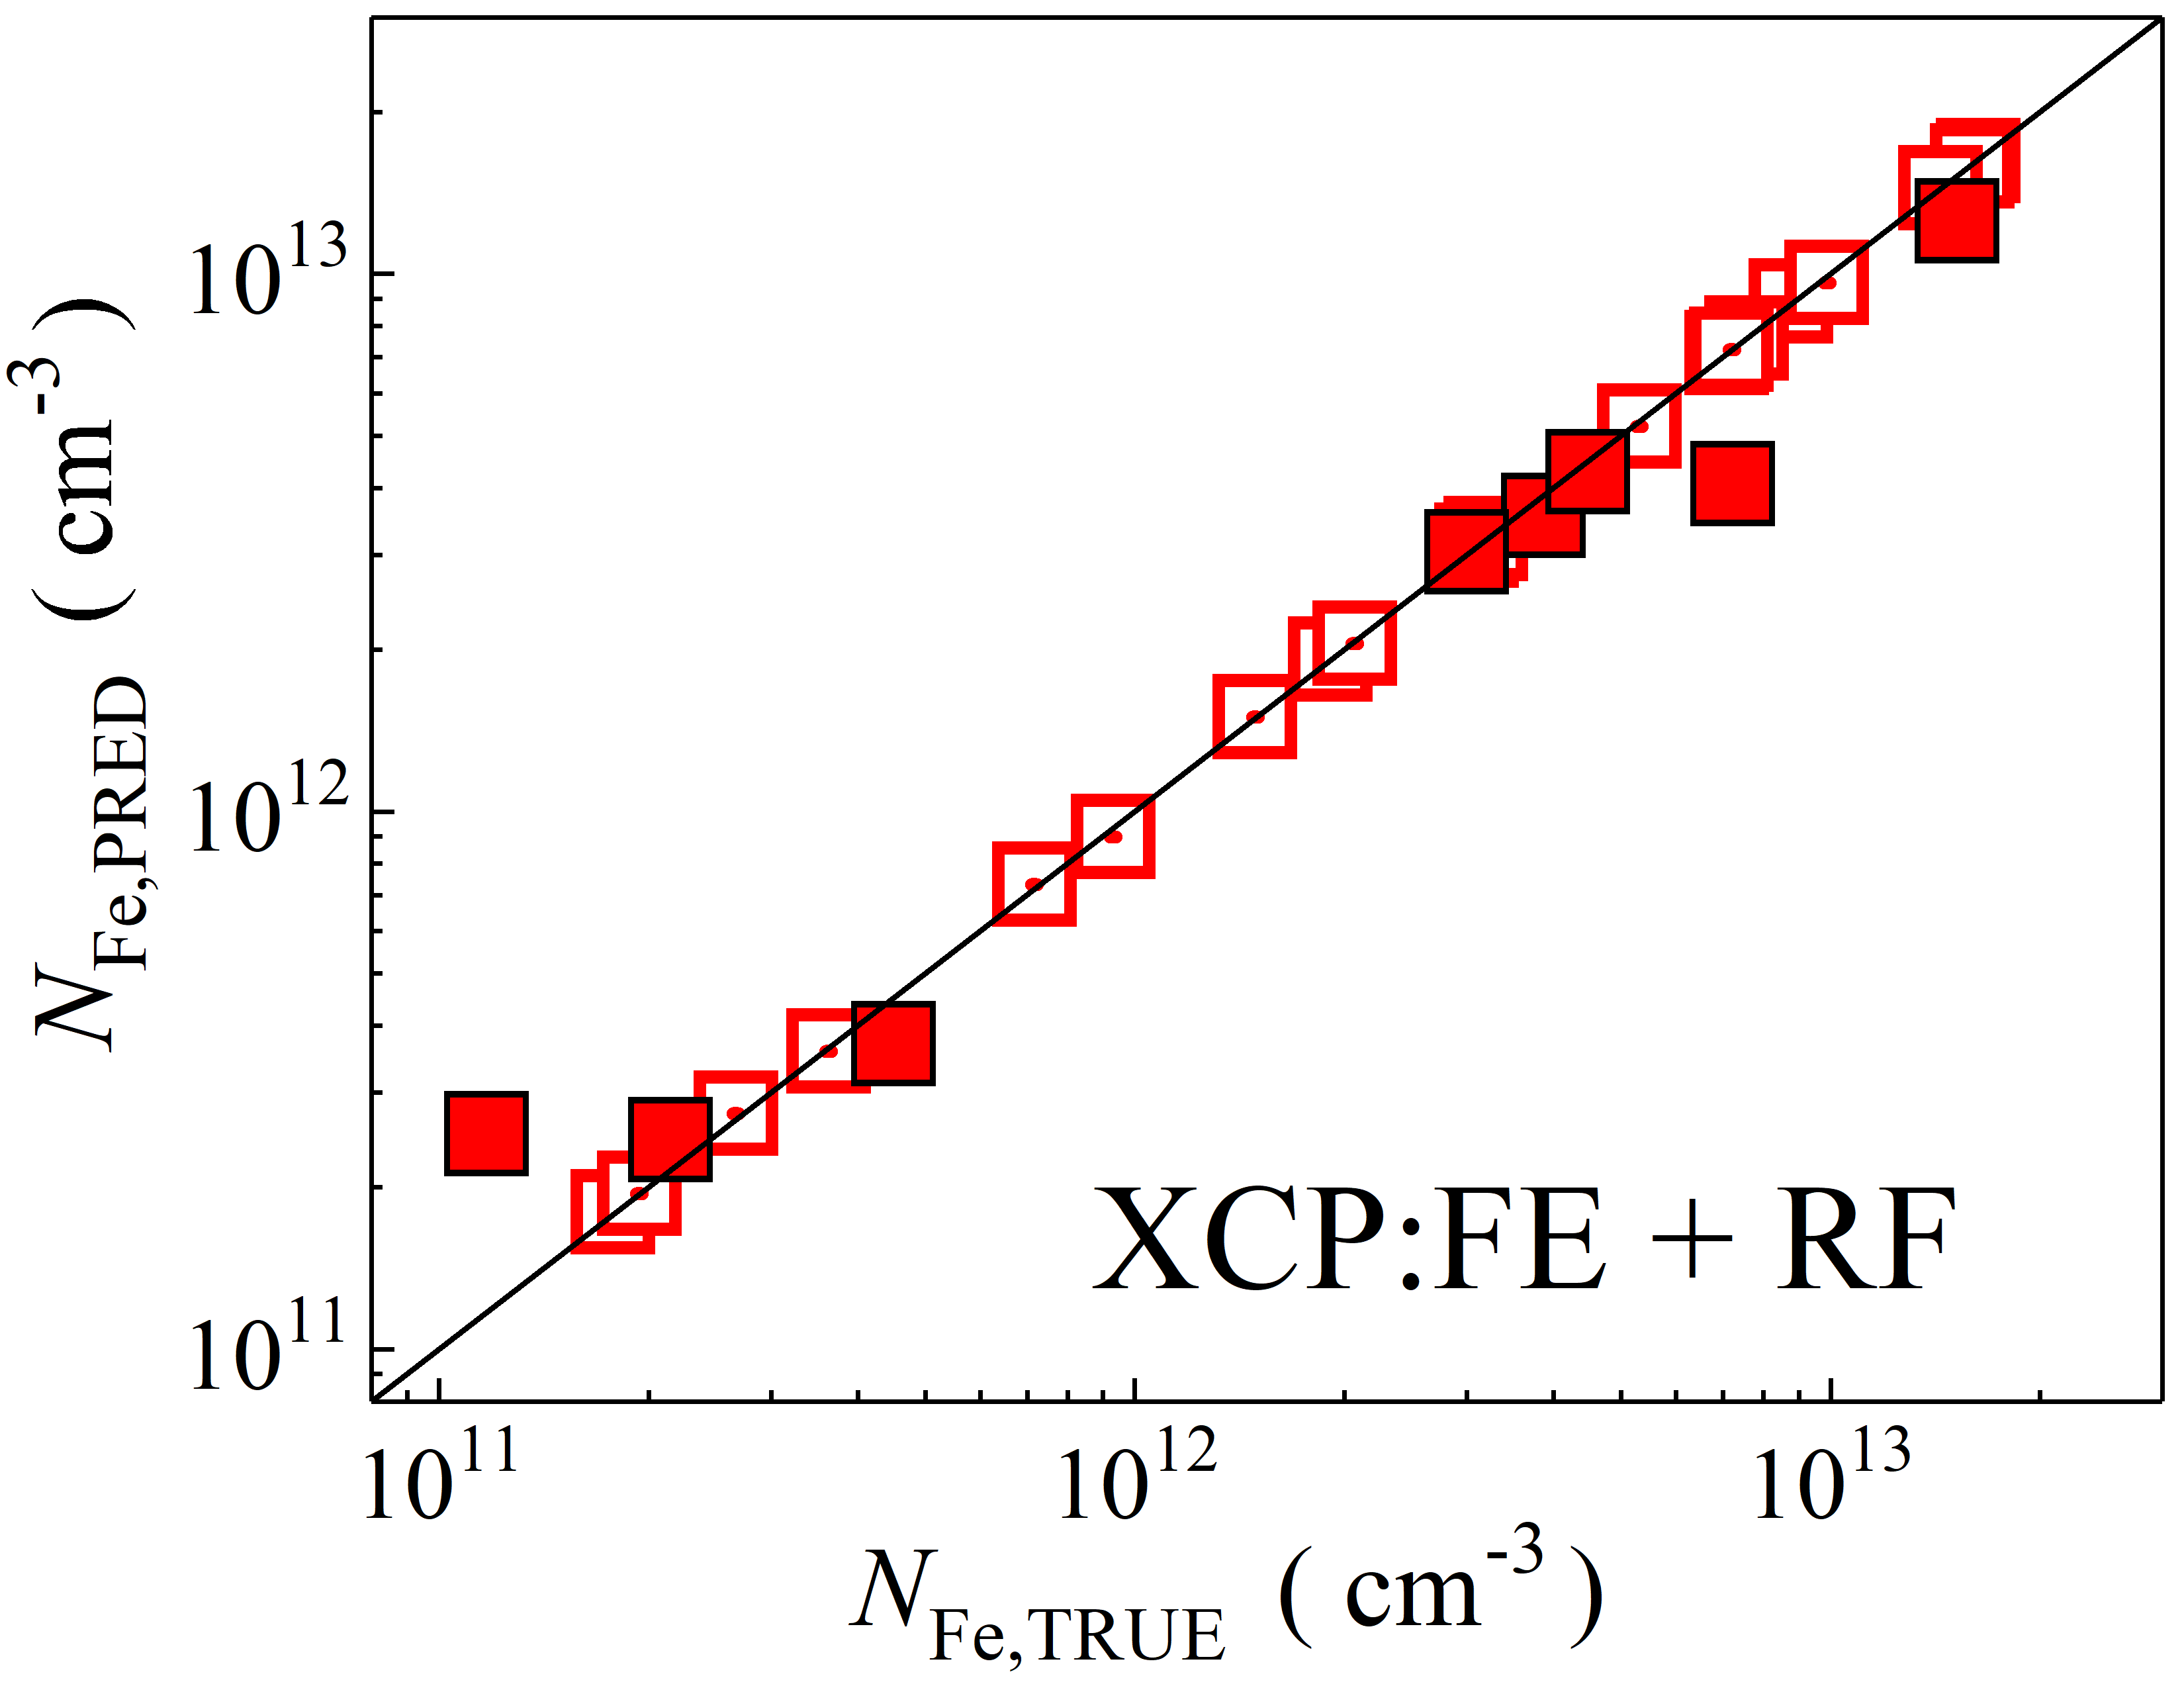 N_Fe,PRED ( cm^-3 )
10^13
10^12
10^11
XCP:FE + RF
10^11 10^12 10^13
N_Fe,TRUE ( cm^-3 )